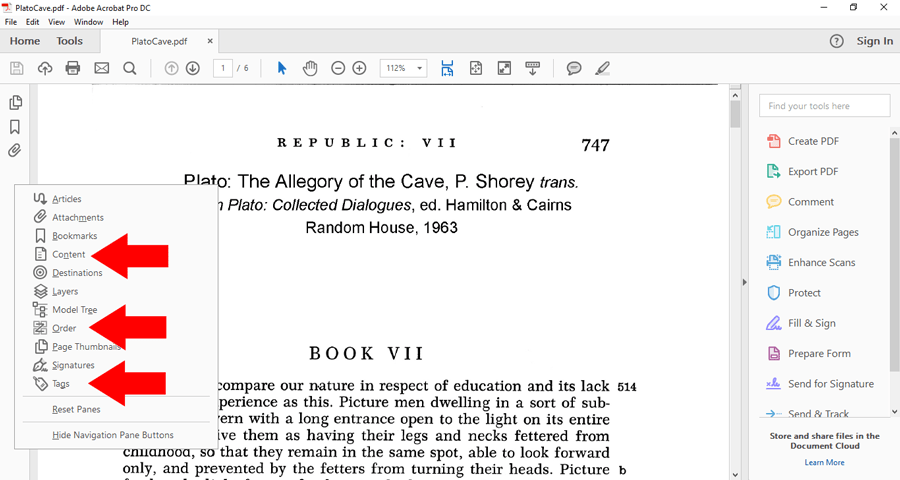 PlatoCave.pdf - Adobe Acrobat Pro DC
File Edit View Window Help
Home Tools PlatoCave.pdf × ? Sign In
1 / 6 112%
REPUBLIC: VII 747
Plato: The Allegory of the Cave, P. Shorey trans.
Plato: Collected Dialogues, ed. Hamilton & Cairns
Random House, 1963
BOOK VII
compare our nature in respect of education and its lack 514
perience as this. Picture men dwelling in a sort of sub-
vern with a long entrance open to the light on its entire
ive them as having their legs and necks fettered from
childhood, so that they remain in the same spot, able to look forward
only, and prevented by the fetters from turning their heads. Picture b
Articles
Attachments
Bookmarks
Content
Destinations
Layers
Model Tree
Order
Page Thumbnails
Signatures
Tags
Reset Panes
Hide Navigation Pane Buttons
Find your tools here
Create PDF
Export PDF
Comment
Organize Pages
Enhance Scans
Protect
Fill & Sign
Prepare Form
Send for Signature
Send & Track
Store and share files in the
Document Cloud
Learn More